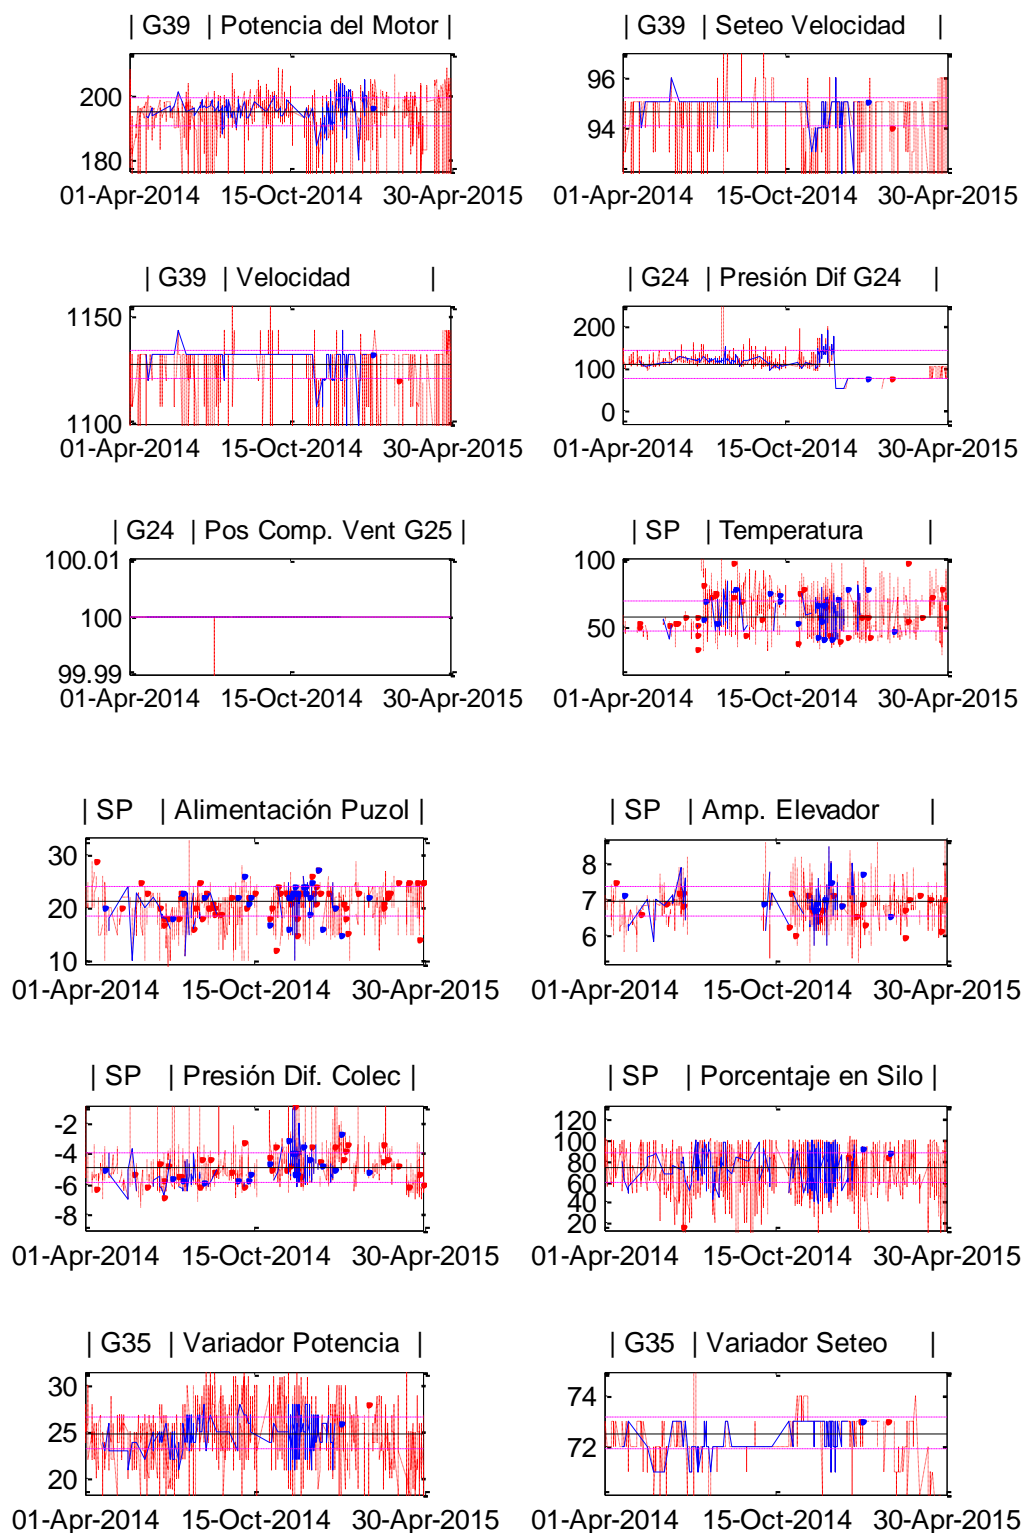 | G39 | Potencia del Motor |
200
180
01-Apr-2014 15-Oct-2014 30-Apr-2015
| G39 | Seteo Velocidad |
96
94
01-Apr-2014 15-Oct-2014 30-Apr-2015
| G39 | Velocidad |
1150
1100
01-Apr-2014 15-Oct-2014 30-Apr-2015
| G24 | Presión Dif G24 |
200
100
0
01-Apr-2014 15-Oct-2014 30-Apr-2015
| G24 | Pos Comp. Vent G25 |
100.01
100
99.99
01-Apr-2014 15-Oct-2014 30-Apr-2015
| SP | Temperatura |
100
50
01-Apr-2014 15-Oct-2014 30-Apr-2015
| SP | Alimentación Puzol |
30
20
10
01-Apr-2014 15-Oct-2014 30-Apr-2015
| SP | Amp. Elevador |
8
7
6
01-Apr-2014 15-Oct-2014 30-Apr-2015
| SP | Presión Dif. Colec |
-2
-4
-6
-8
01-Apr-2014 15-Oct-2014 30-Apr-2015
| SP | Porcentaje en Silo |
120
100
80
60
40
20
01-Apr-2014 15-Oct-2014 30-Apr-2015
| G35 | Variador Potencia |
30
25
20
01-Apr-2014 15-Oct-2014 30-Apr-2015
| G35 | Variador Seteo |
74
72
01-Apr-2014 15-Oct-2014 30-Apr-2015